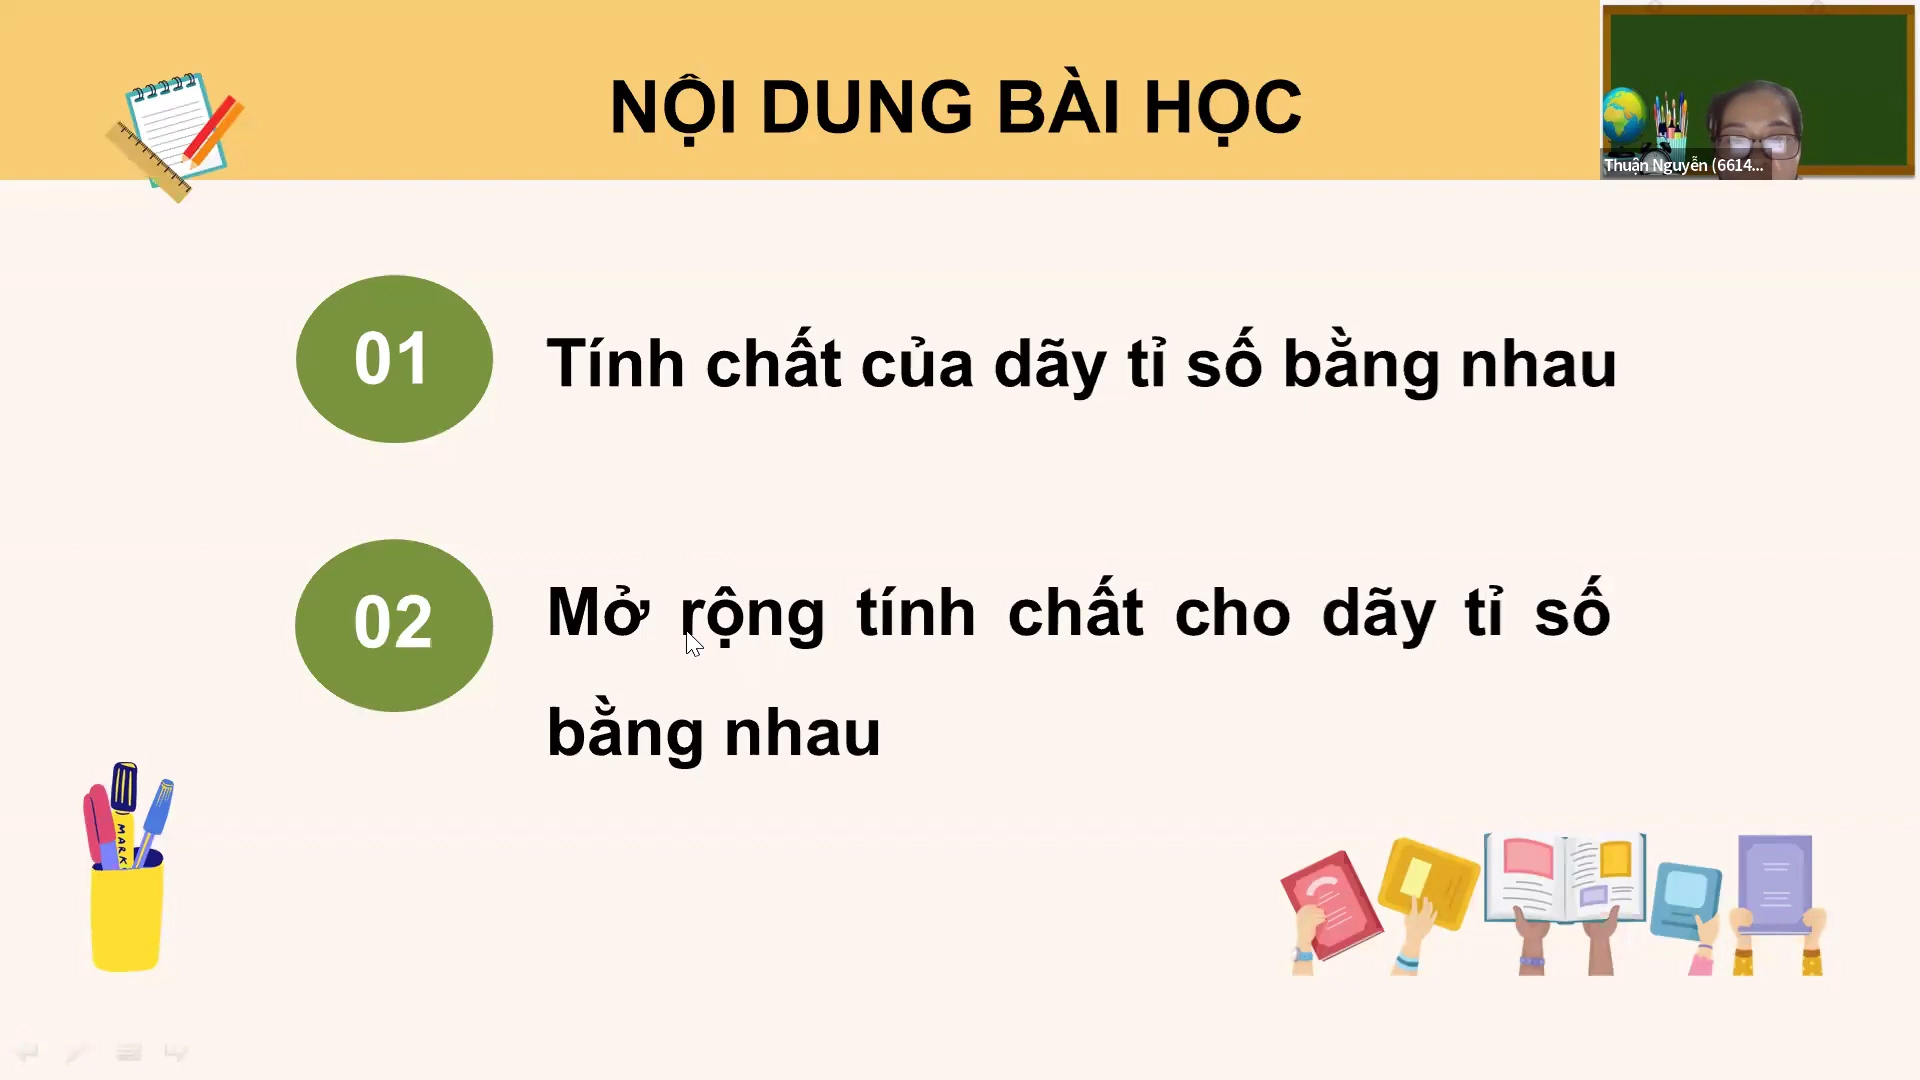 NỘI DUNG BÀI HỌC
Thuận Nguyễn (6614...
01
Tính chất của dãy tỉ số bằng nhau
02
Mở rộng tính chất cho dãy tỉ số
bằng nhau
MARK